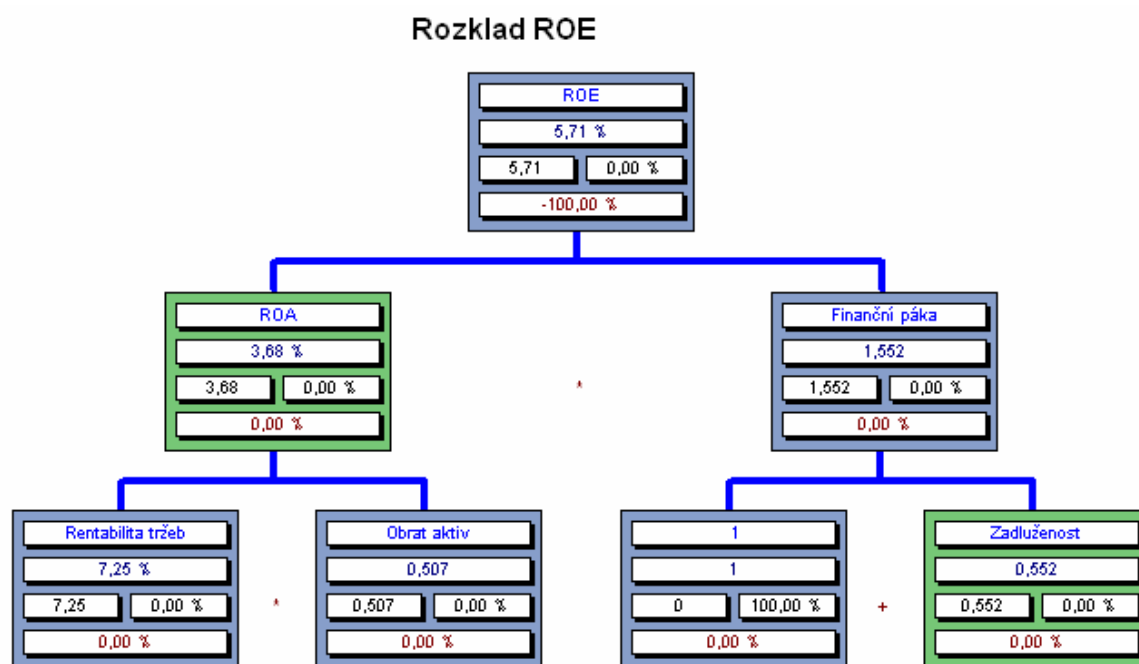 Rozklad ROE
ROE
5,71 %
5,71 0,00 %
-100,00 %
ROA Finanční páka
3,68 % 1,552
3,68 0,00 % * 1,552 0,00 %
0,00 % 0,00 %
Rentabilita tržeb Obrat aktiv 1 Zadluženost
7,25 % 0,507 1 0,552
7,25 0,00 % * 0,507 0,00 % 0 100,00 % + 0,552 0,00 %
0,00 % 0,00 % 0,00 % 0,00 %